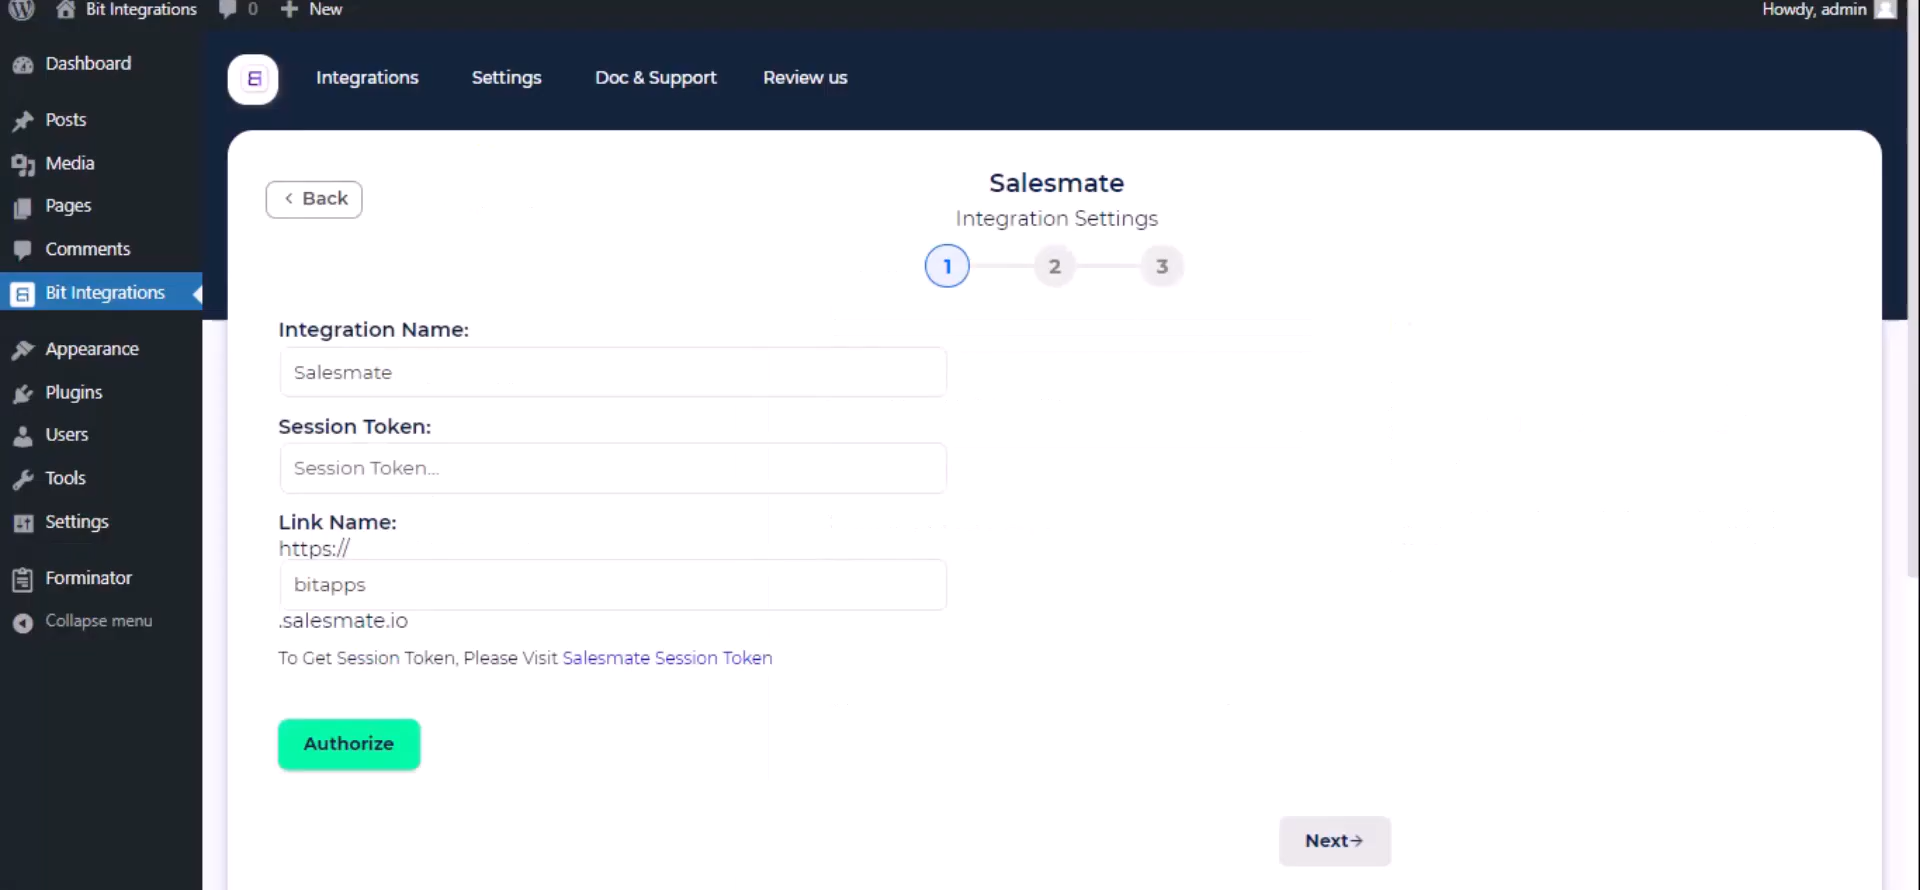 Bit Integrations 0 New Howdy, admin
Dashboard
Posts
Media
Pages
Comments
Bit Integrations
Appearance
Plugins
Users
Tools
Settings
Forminator
Collapse menu
Integrations Settings Doc & Support Review us
Back
Salesmate
Integration Settings
1 2 3
Integration Name:
Salesmate
Session Token:
Session Token...
Link Name:
https://
bitapps
.salesmate.io
To Get Session Token, Please Visit Salesmate Session Token
Authorize
Next